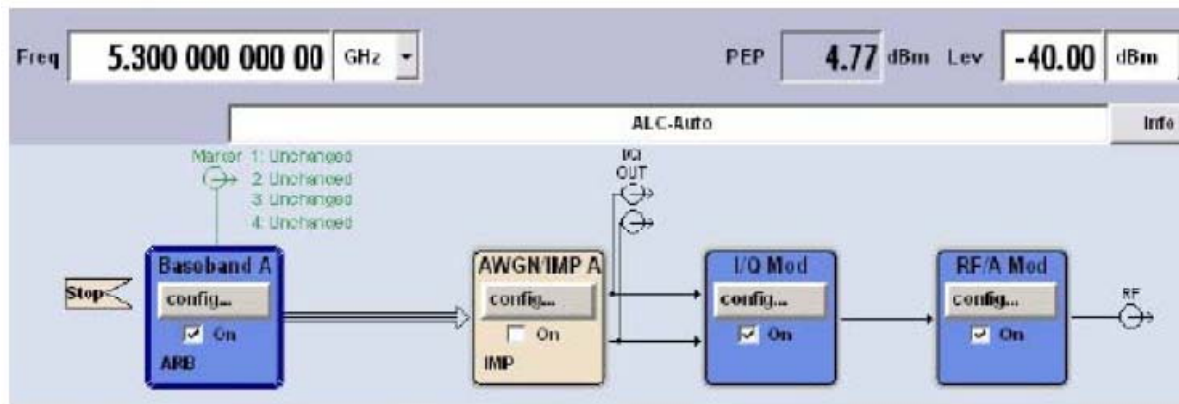 Freq 5.300 000 000 00 GHz PEP 4.77 dBm Lev -40.00 dBm
ALC-Auto Info
Marker 1: Unchanged
2: Unchanged
3: Unchanged
4: Unchanged
I/Q
OUT
Stop
Baseband A
config...
On
ARB
AWGN/IMP A
config...
On
IMP
I/Q Mod
config...
On
RF/A Mod
config...
On
RF